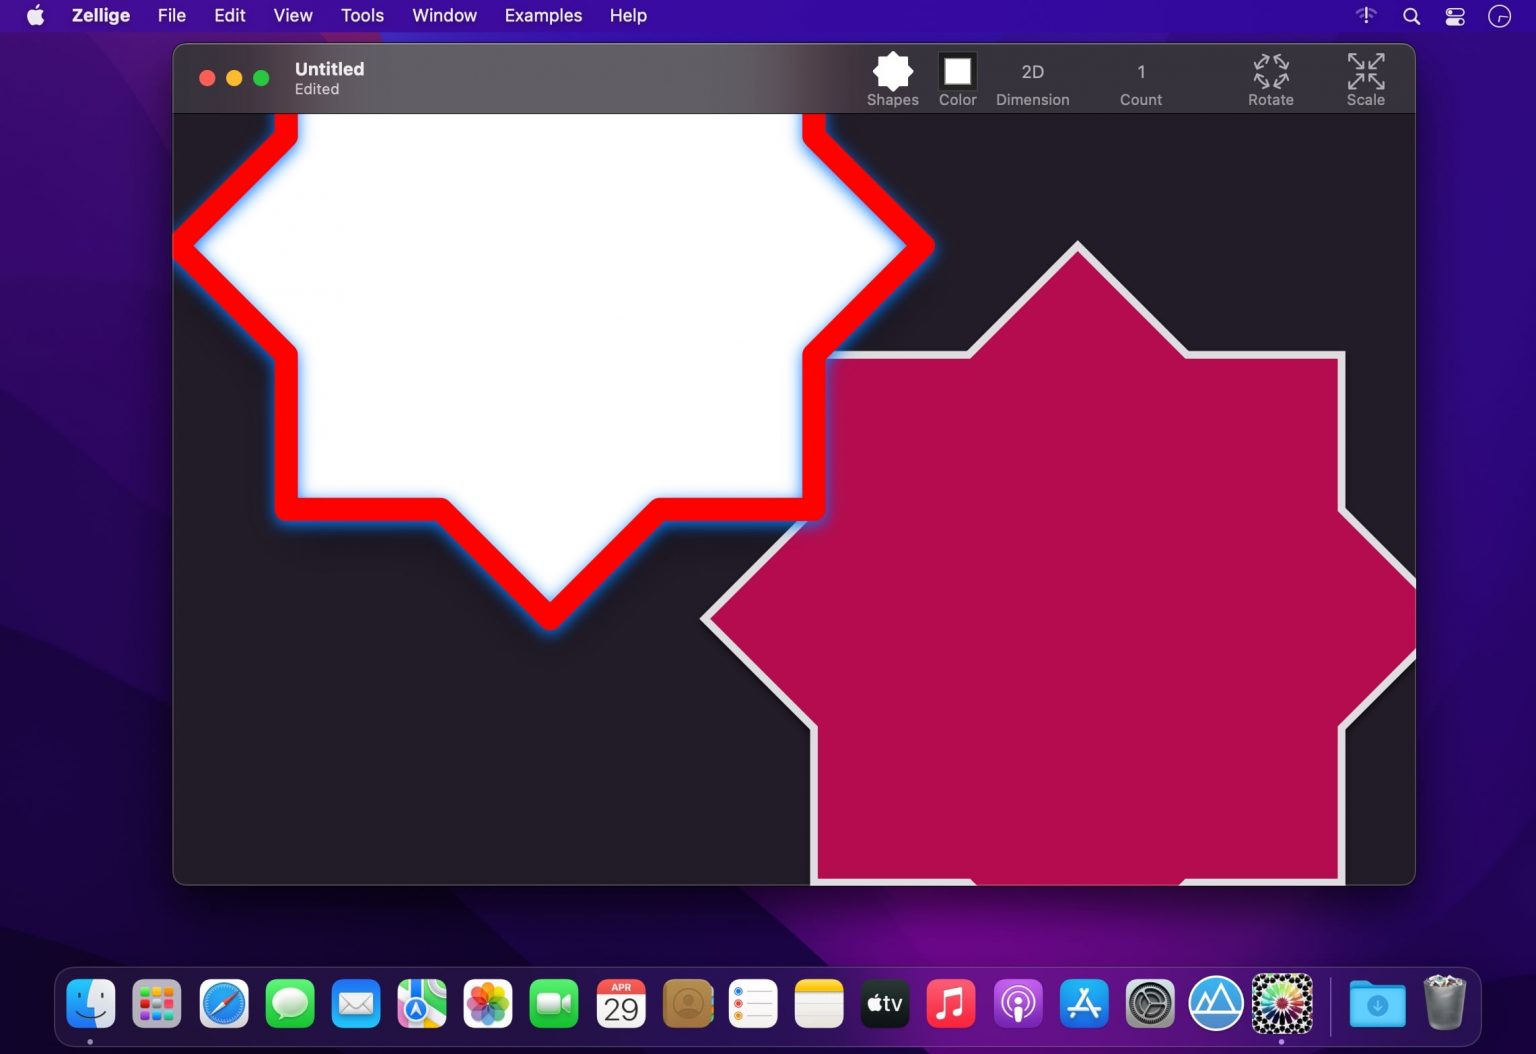 Zellige File Edit View Tools Window Examples Help
Untitled
Edited
2D
1
Shapes Color Dimension Count Rotate Scale
APR
29
tv